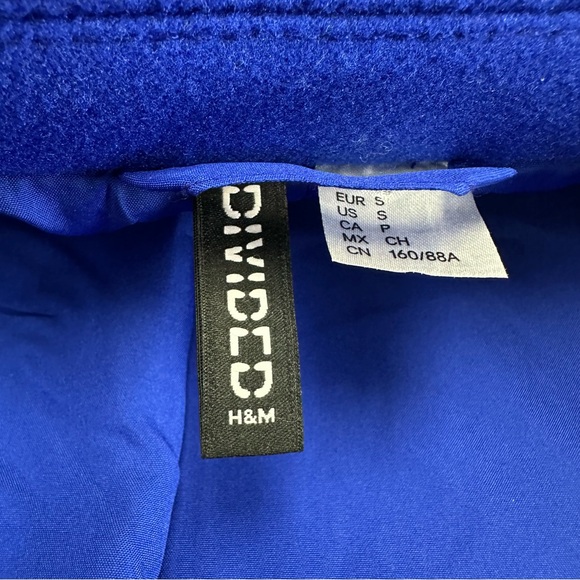 DIVIDED
H&M
EUR S
US S
CA P
MX CH
CN 160/88A